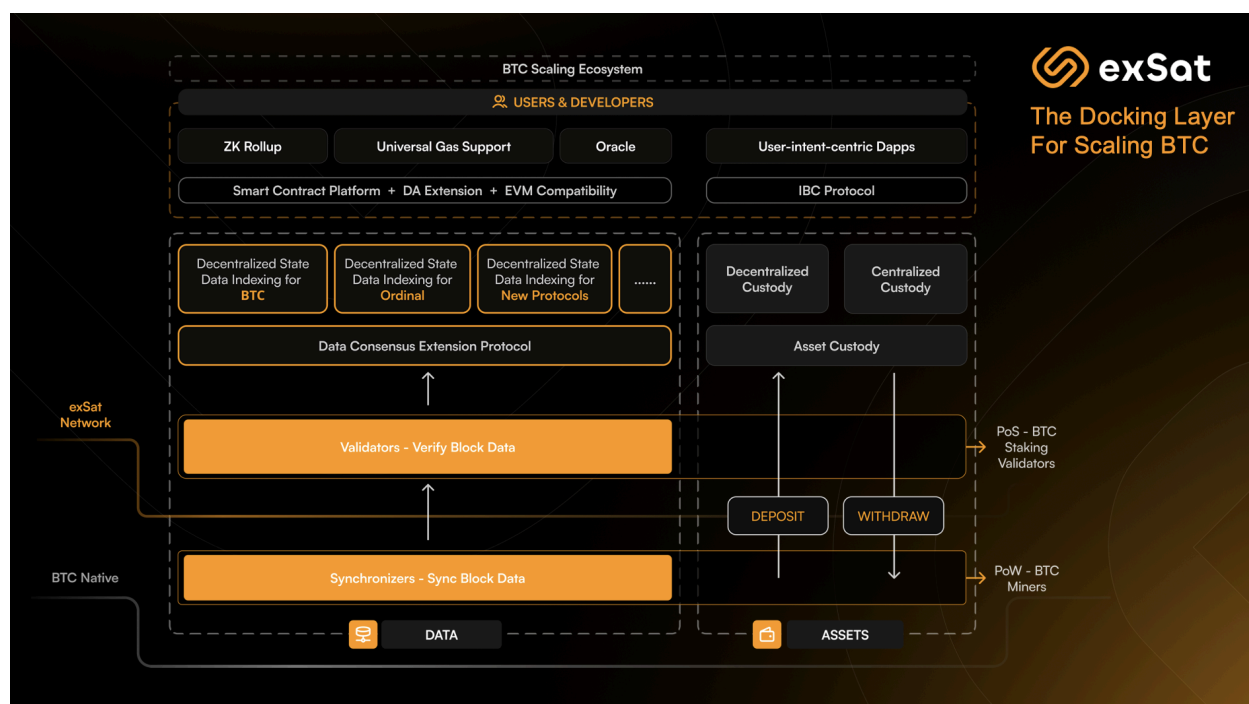 BTC Scaling Ecosystem
exSat
The Docking Layer
For Scaling BTC
USERS & DEVELOPERS
ZK Rollup
Universal Gas Support
Oracle
User-intent-centric Dapps
Smart Contract Platform + DA Extension + EVM Compatibility
IBC Protocol
Decentralized State
Data Indexing for
BTC
Decentralized State
Data Indexing for
Ordinal
Decentralized State
Data Indexing for
New Protocols
......
Decentralized
Custody
Centralized
Custody
Data Consensus Extension Protocol
Asset Custody
exSat
Network
Validators - Verify Block Data
PoS - BTC
Staking
Validators
DEPOSIT
WITHDRAW
BTC Native
Synchronizers - Sync Block Data
PoW - BTC
Miners
DATA
ASSETS